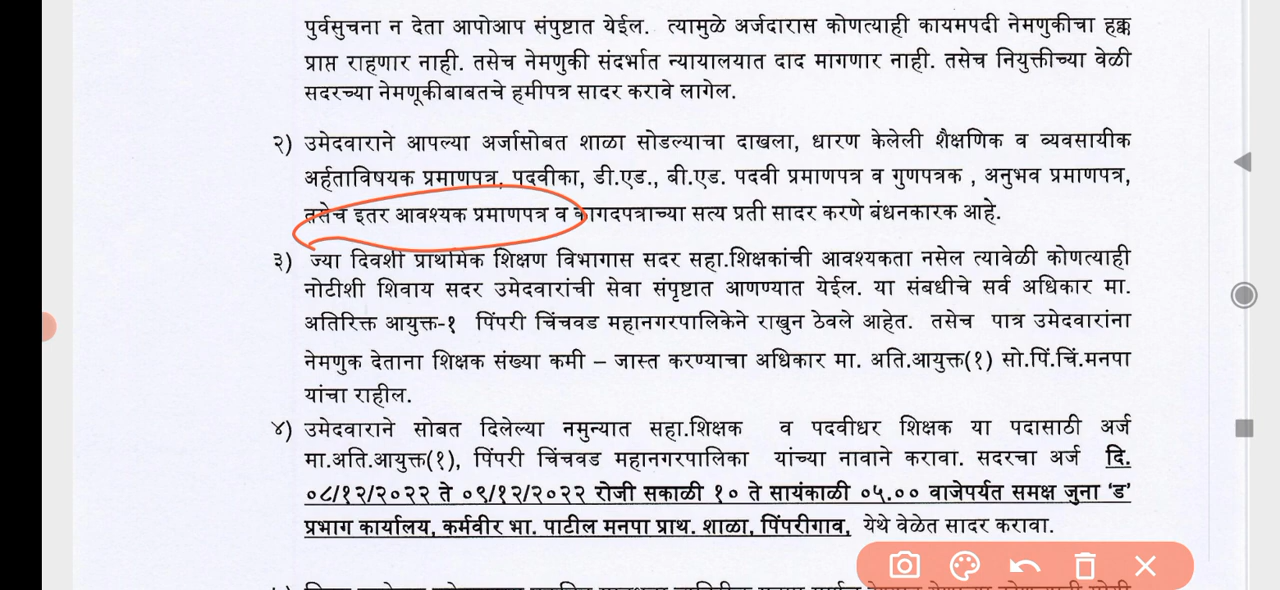 पुर्वसुचना न देता आपोआप संपुष्टात येईल. त्यामुळे अर्जदारास कोणत्याही कायमपदी नेमणुकीचा हक्क
प्राप्त राहणार नाही. तसेच नेमणुकी संदर्भात न्यायालयात दाद मागणार नाही. तसेच नियुक्तीच्या वेळी
सदरच्या नेमणूकीबाबतचे हमीपत्र सादर करावे लागेल.
२) उमेदवाराने आपल्या अर्जासोबत शाळा सोडल्याचा दाखला, धारण केलेली शैक्षणिक व व्यवसायीक
अर्हताविषयक प्रमाणपत्र, पदवीका, डी.एड., बी.एड. पदवी प्रमाणपत्र व गुणपत्रक , अनुभव प्रमाणपत्र,
तसेच इतर आवश्यक प्रमाणपत्र व कागदपत्राच्या सत्य प्रती सादर करणे बंधनकारक आहे.
३) ज्या दिवशी प्राथमिक शिक्षण विभागास सदर सहा.शिक्षकांची आवश्यकता नसेल त्यावेळी कोणत्याही
नोटीशी शिवाय सदर उमेदवारांची सेवा संपृष्टात आणण्यात येईल. या संबधीचे सर्व अधिकार मा.
अतिरिक्त आयुक्त-१ पिंपरी चिंचवड महानगरपालिकेने राखुन ठेवले आहेत. तसेच पात्र उमेदवारांना
नेमणुक देताना शिक्षक संख्या कमी – जास्त करण्याचा अधिकार मा. अति.आयुक्त(१) सो.पिं.चिं.मनपा
यांचा राहील.
४) उमेदवाराने सोबत दिलेल्या नमुन्यात सहा.शिक्षक व पदवीधर शिक्षक या पदासाठी अर्ज
मा.अति.आयुक्त(१), पिंपरी चिंचवड महानगरपालिका यांच्या नावाने करावा. सदरचा अर्ज दि.
०८/१२/२०२२ ते ०९/१२/२०२२ रोजी सकाळी १० ते सायंकाळी ०५.०० वाजेपर्यत समक्ष जुना 'ड'
प्रभाग कार्यालय, कर्मवीर भा. पाटील मनपा प्राथ. शाळा, पिंपरीगाव, येथे वेळेत सादर करावा.